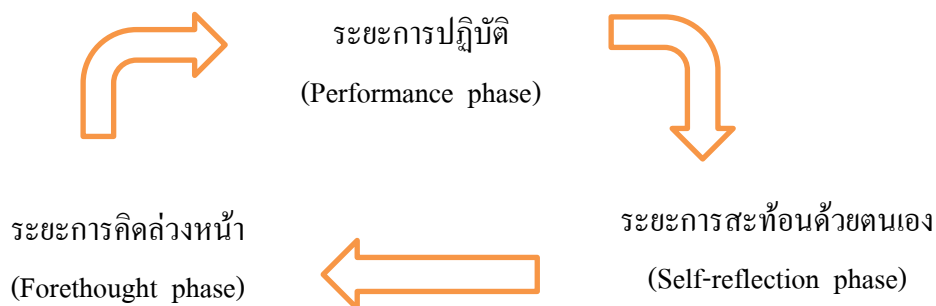 ระยะการปฏิบัติ
(Performance phase)
ระยะการคิดล่วงหน้า
(Forethought phase)
ระยะการสะท้อนด้วยตนเอง
(Self-reflection phase)